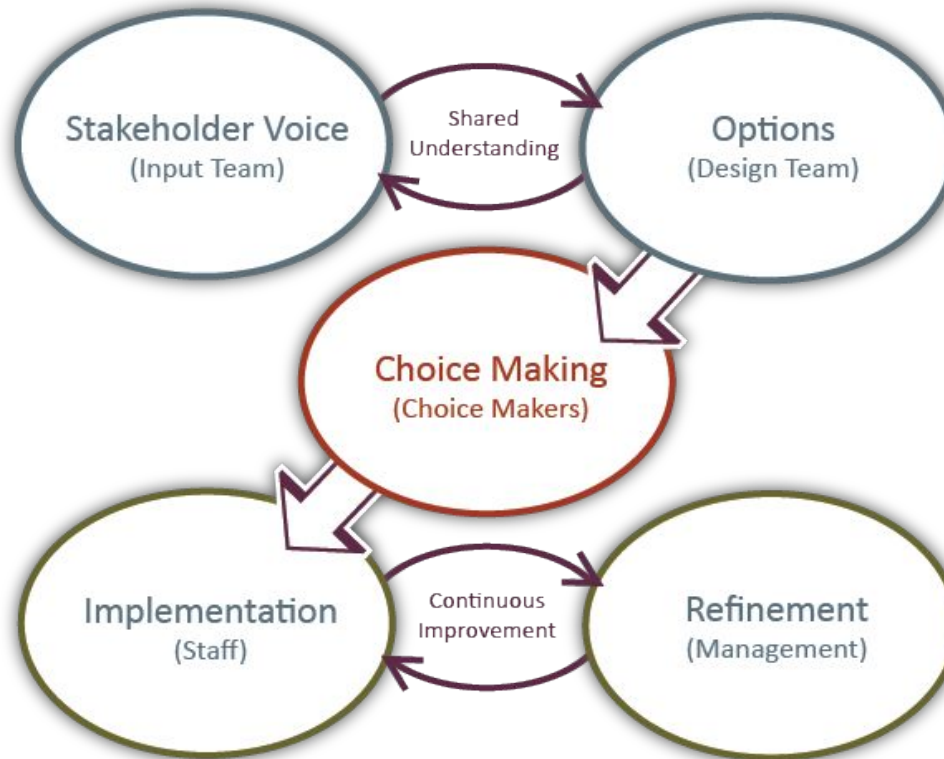 Stakeholder Voice
(Input Team)
Shared
Understanding
Options
(Design Team)
Choice Making
(Choice Makers)
Implementation
(Staff)
Continuous
Improvement
Refinement
(Management)